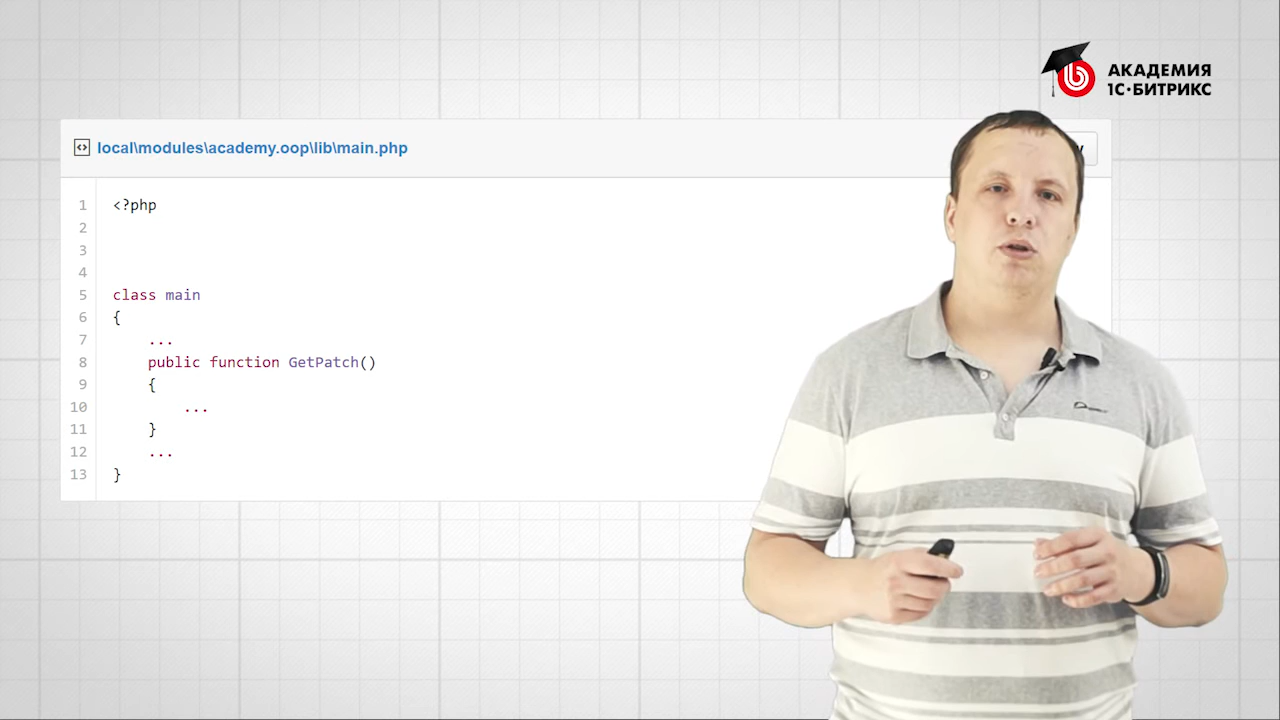 АКАДЕМИЯ
1С·БИТРИКС
local\modules\academy.oop\lib\main.php
1 <?php
2
3
4
5 class main
6 {
7 ...
8 public function GetPatch()
9 {
10 ...
11 }
12 ...
13 }